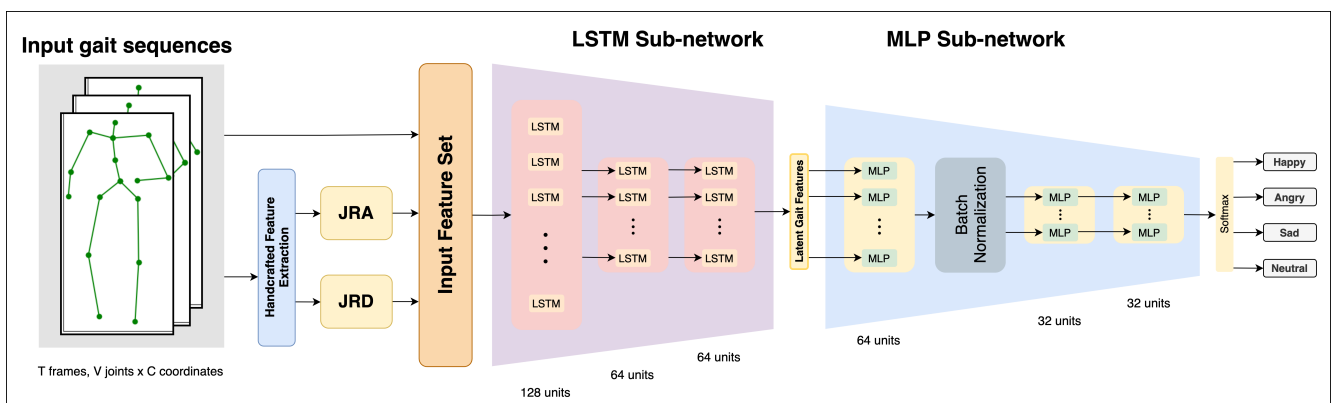 Input gait sequences
T frames, V joints x C coordinates
Handcrafted Feature
Extraction
JRA
JRD
Input Feature Set
LSTM Sub-network
LSTM
LSTM
LSTM
LSTM
128 units
LSTM
LSTM
LSTM
64 units
LSTM
LSTM
LSTM
64 units
Latent Gait Features
MLP Sub-network
MLP
MLP
MLP
64 units
Batch
Normalization
MLP
MLP
32 units
MLP
MLP
32 units
Softmax
Happy
Angry
Sad
Neutral